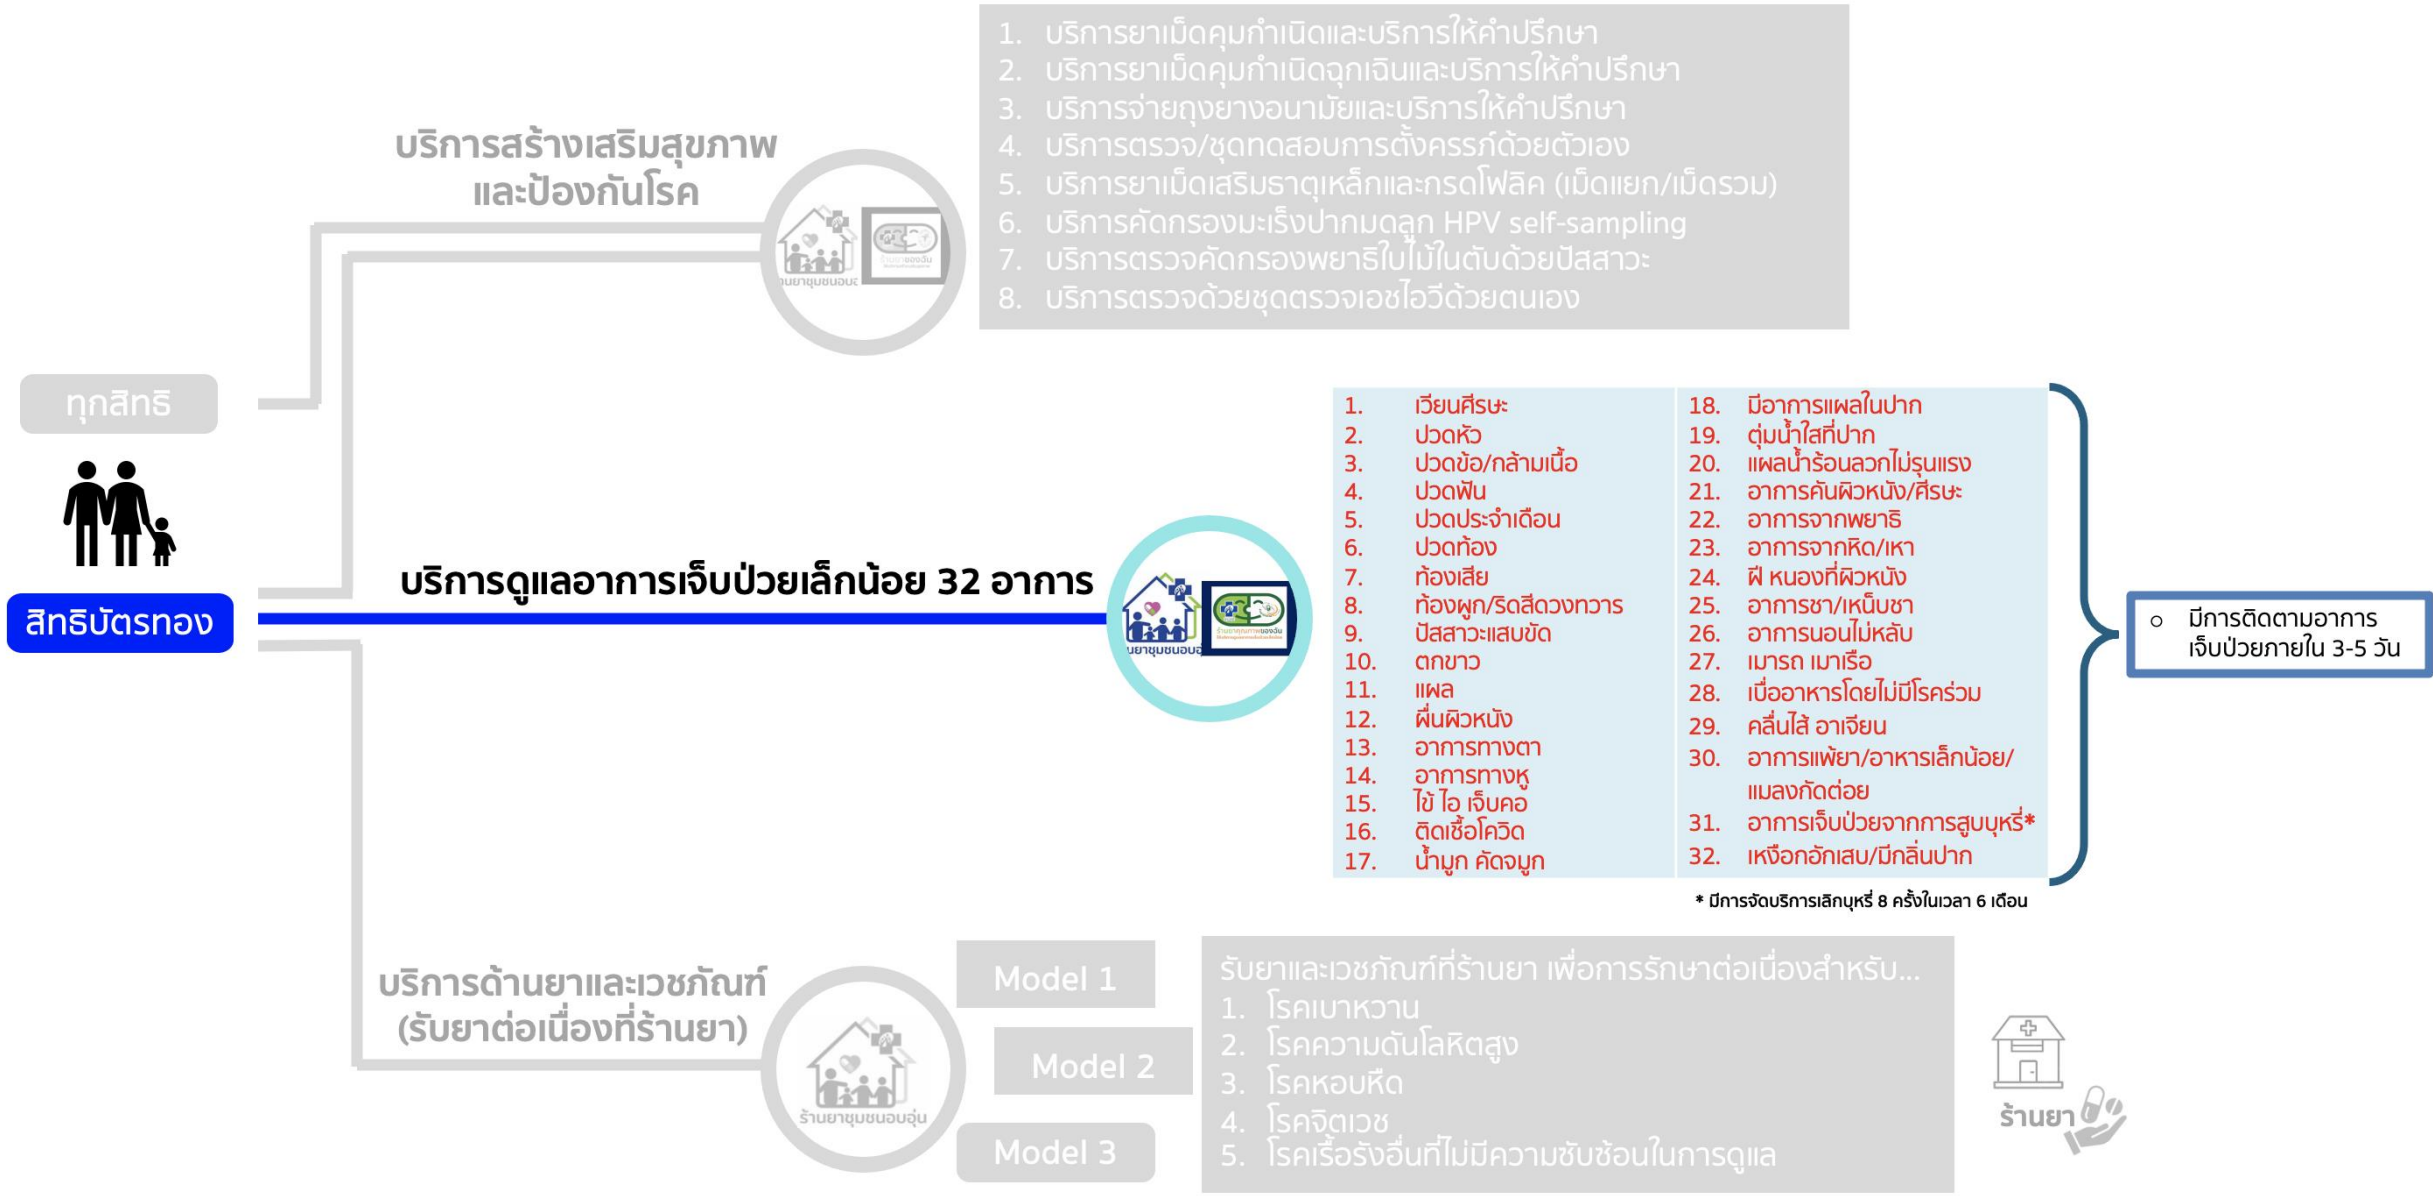 1. บริการยาเม็ดคุมกำเนิดและบริการให้คำปรึกษา
2. บริการยาเม็ดคุมกำเนิดฉุกเฉินและบริการให้คำปรึกษา
3. บริการจ่ายถุงยางอนามัยและบริการให้คำปรึกษา
4. บริการตรวจ/ชุดทดสอบการตั้งครรภ์ด้วยตัวเอง
5. บริการยาเม็ดเสริมธาตุเหล็กและกรดโฟลิค (เม็ดแยก/เม็ดรวม)
6. บริการคัดกรองมะเร็งปากมดลูก HPV self-sampling
7. บริการตรวจคัดกรองพยาธิใบไม้ในตับด้วยปัสสาวะ
8. บริการตรวจด้วยชุดตรวจเอชไอวีด้วยตนเอง
บริการสร้างเสริมสุขภาพ
และป้องกันโรค
ร้านยาของฉัน
านยาชุมชนอบอุ
ทุกสิทธิ
สิทธิบัตรทอง
บริการดูแลอาการเจ็บป่วยเล็กน้อย 32 อาการ
ร้านยาคุณภาพของฉัน
นยาชุมชนอบอุ
1. เวียนศีรษะ
2. ปวดหัว
3. ปวดข้อ/กล้ามเนื้อ
4. ปวดฟัน
5. ปวดประจำเดือน
6. ปวดท้อง
7. ท้องเสีย
8. ท้องผูก/ริดสีดวงทวาร
9. ปัสสาวะแสบขัด
10. ตกขาว
11. แผล
12. ผื่นผิวหนัง
13. อาการทางตา
14. อาการทางหู
15. ไข้ ไอ เจ็บคอ
16. ติดเชื้อโควิด
17. น้ำมูก คัดจมูก
18. มีอาการแผลในปาก
19. ตุ่มน้ำใสที่ปาก
20. แผลน้ำร้อนลวกไม่รุนแรง
21. อาการคันผิวหนัง/ศีรษะ
22. อาการจากพยาธิ
23. อาการจากหิด/เหา
24. ฝี หนองที่ผิวหนัง
25. อาการชา/เหน็บชา
26. อาการนอนไม่หลับ
27. เมารถ เมาเรือ
28. เบื่ออาหารโดยไม่มีโรคร่วม
29. คลื่นไส้ อาเจียน
30. อาการแพ้ยา/อาหารเล็กน้อย/
แมลงกัดต่อย
31. อาการเจ็บป่วยจากการสูบบุหรี่*
32. เหงือกอักเสบ/มีกลิ่นปาก
* มีการจัดบริการเลิกบุหรี่ 8 ครั้งในเวลา 6 เดือน
○ มีการติดตามอาการ
เจ็บป่วยภายใน 3-5 วัน
บริการด้านยาและเวชภัณฑ์
(รับยาต่อเนื่องที่ร้านยา)
ร้านยาชุมชนอบอุ่น
Model 1
Model 2
Model 3
รับยาและเวชภัณฑ์ที่ร้านยา เพื่อการรักษาต่อเนื่องสำหรับ...
1. โรคเบาหวาน
2. โรคความดันโลหิตสูง
3. โรคหอบหืด
4. โรคจิตเวช
5. โรคเรื้อรังอื่นที่ไม่มีความซับซ้อนในการดูแล
ร้านยา